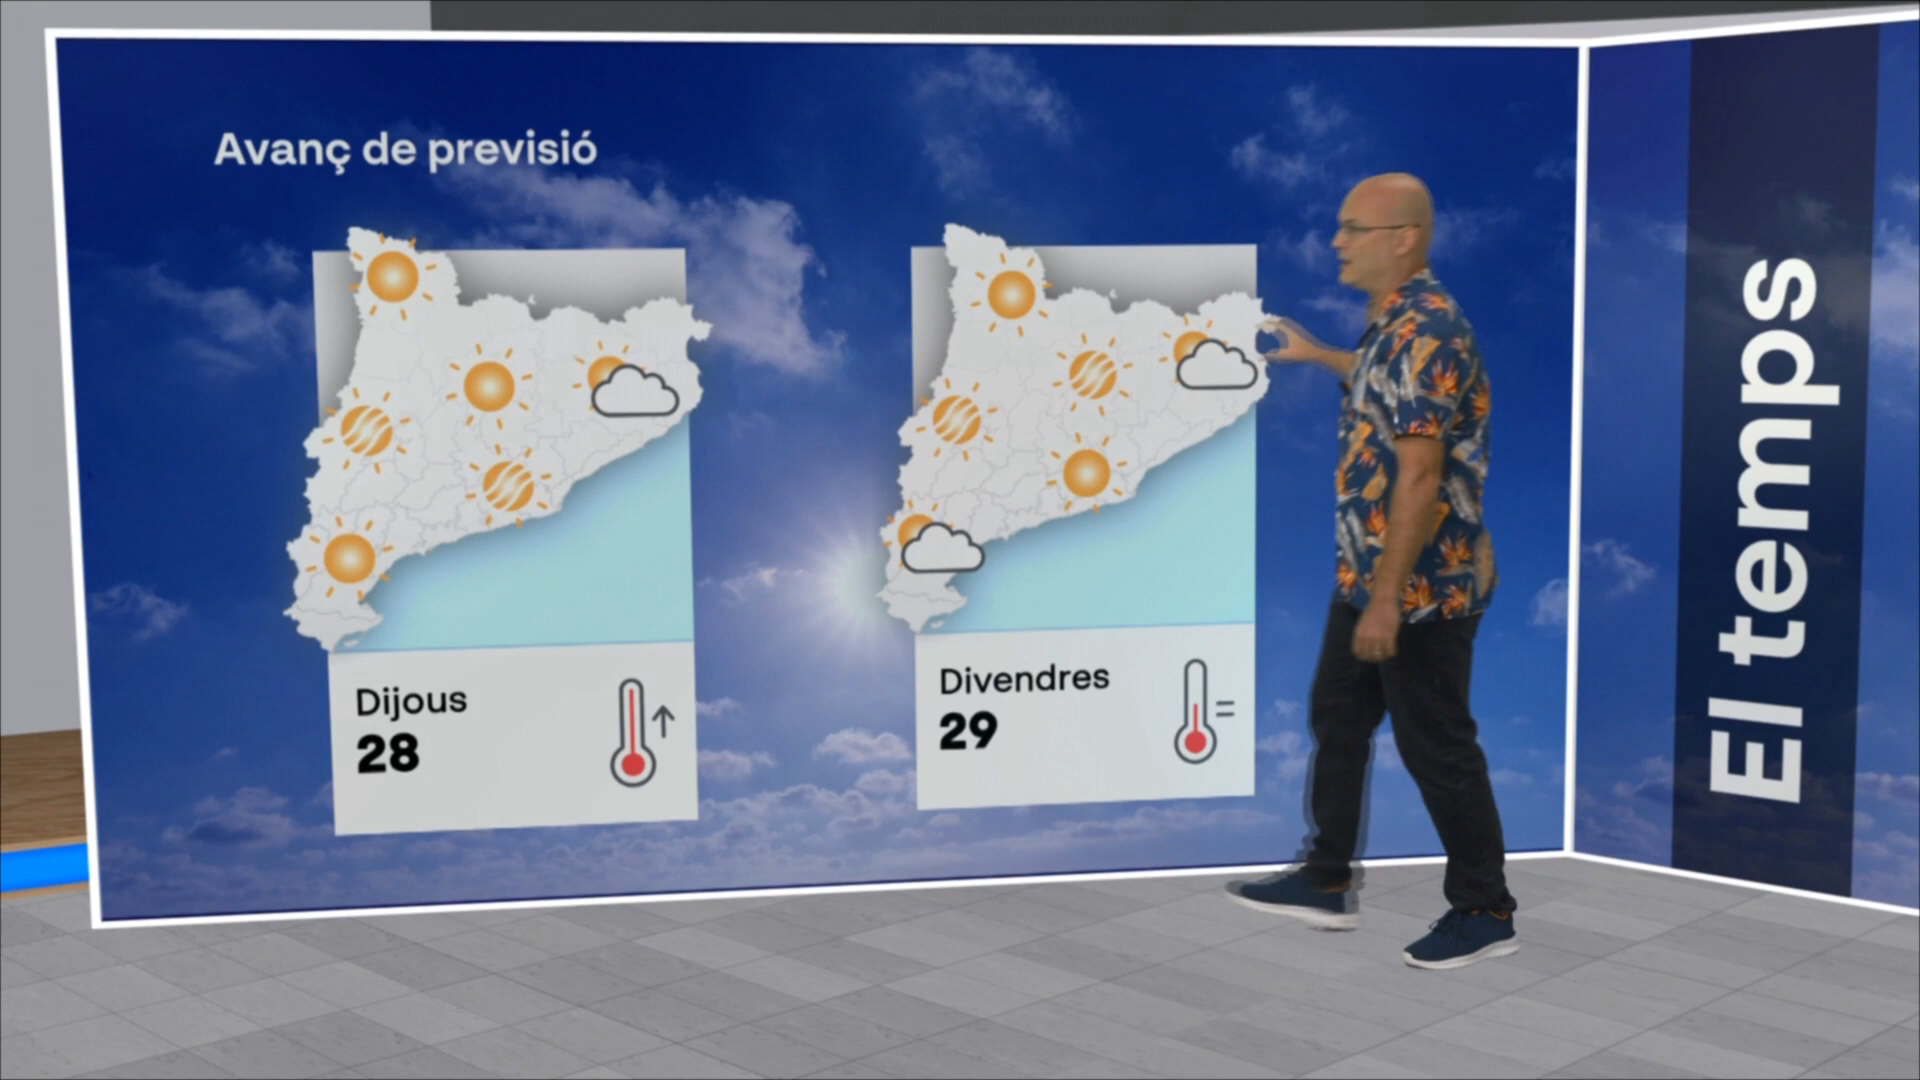 Avanç de previsió
Dijous
28
Divendres
29
El temps